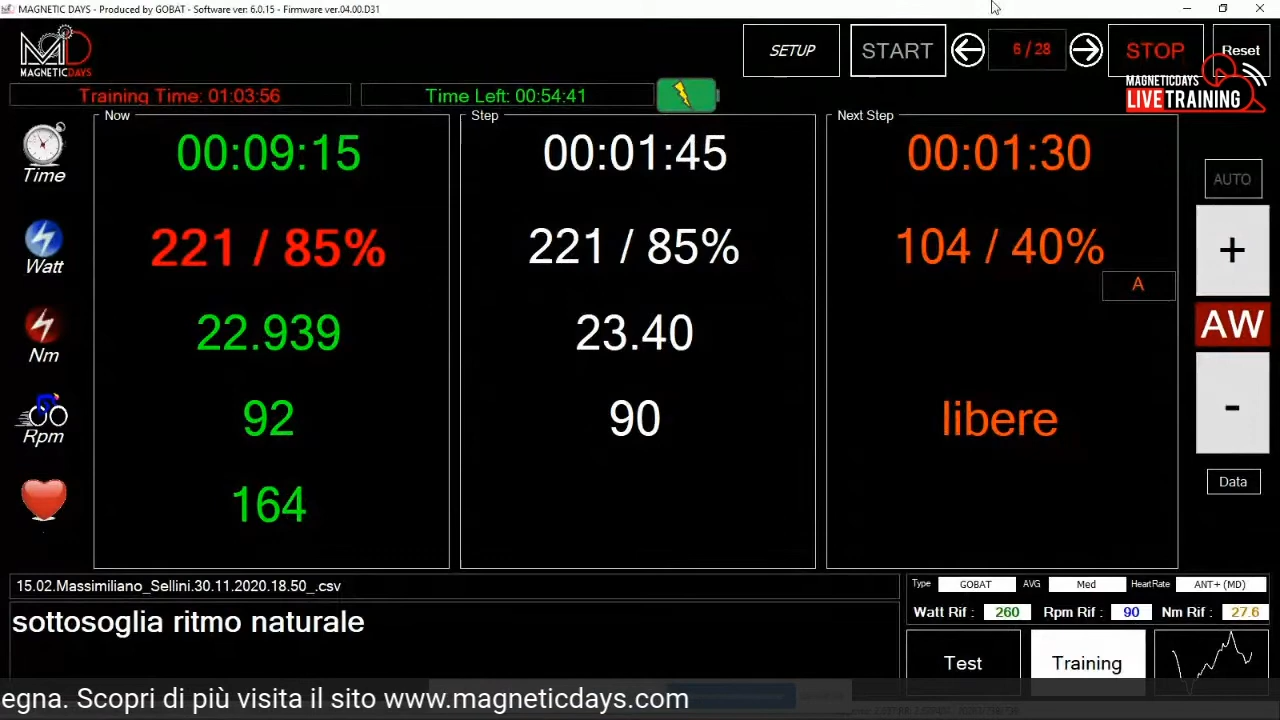 MAGNETIC DAYS - Produced by GOBAT - Software ver: 6.0.15 - Firmware ver.04.00.D31
MAGNETICDAYS
SETUP
START
6 / 28
STOP
Reset
MAGNETICDAYS
LIVE TRAINING
Training Time: 01:03:56
Time Left: 00:54:41
Now
Step
Next Step
Time
00:09:15
00:01:45
00:01:30
AUTO
Watt
221 / 85%
221 / 85%
104 / 40%
+
A
Nm
22.939
23.40
AW
Rpm
92
90
libere
-
164
Data
15.02.Massimiliano_Sellini.30.11.2020.18.50_.csv
Type
GOBAT
AVG
Med
HeartRate
ANT+ (MD)
Watt Rif :
260
Rpm Rif :
90
Nm Rif :
27.6
sottosoglia ritmo naturale
Test
Training
egna. Scopri di più visita il sito www.magneticdays.com